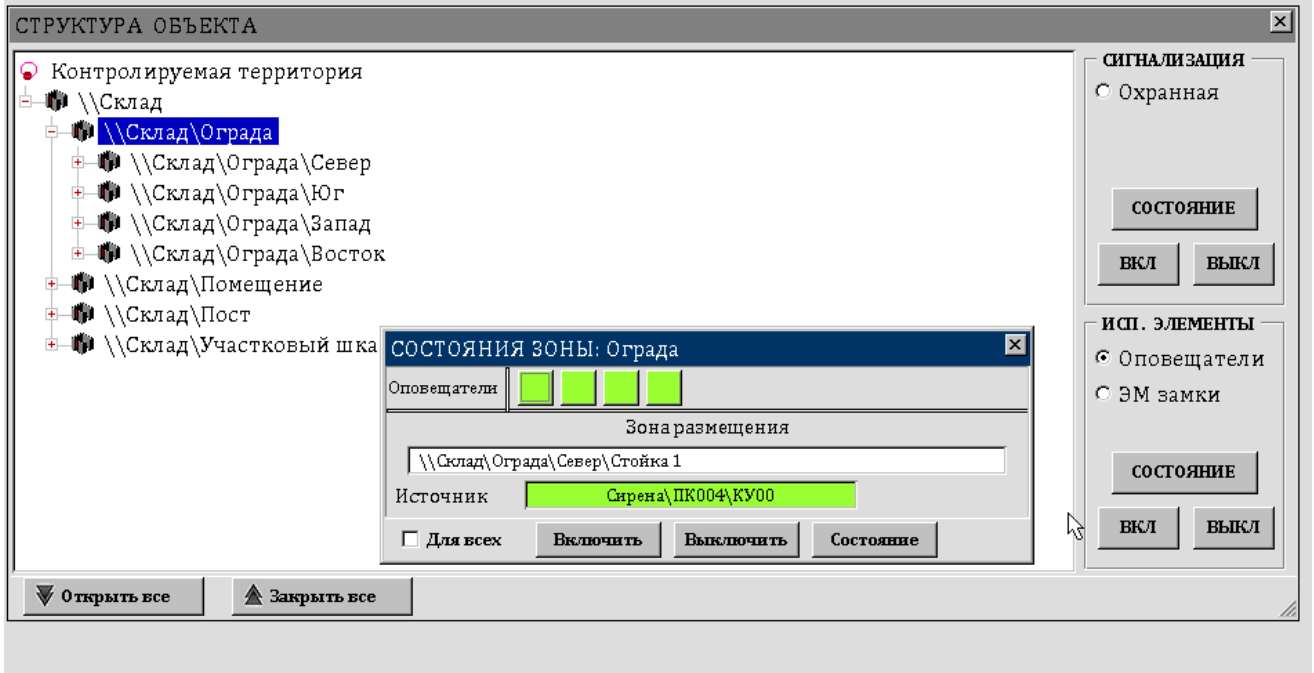 СТРУКТУРА ОБЪЕКТА
Контролируемая территория
\\Склад
\\Склад\Ограда
\\Склад\Ограда\Север
\\Склад\Ограда\Юг
\\Склад\Ограда\Запад
\\Склад\Ограда\Восток
\\Склад\Помещение
\\Склад\Пост
\\Склад\Участковый шка
СИГНАЛИЗАЦИЯ
Охранная
СОСТОЯНИЕ
ВКЛ ВЫКЛ
ИСП. ЭЛЕМЕНТЫ
Оповещатели
ЭМ замки
СОСТОЯНИЕ
ВКЛ ВЫКЛ
СОСТОЯНИЯ ЗОНЫ: Ограда
Оповещатели
Зона размещения
\\Склад\Ограда\Север\Стойка 1
Источник Сирена\ПК004\КУ00
Для всех Включить Выключить Состояние
Открыть все Закрыть все